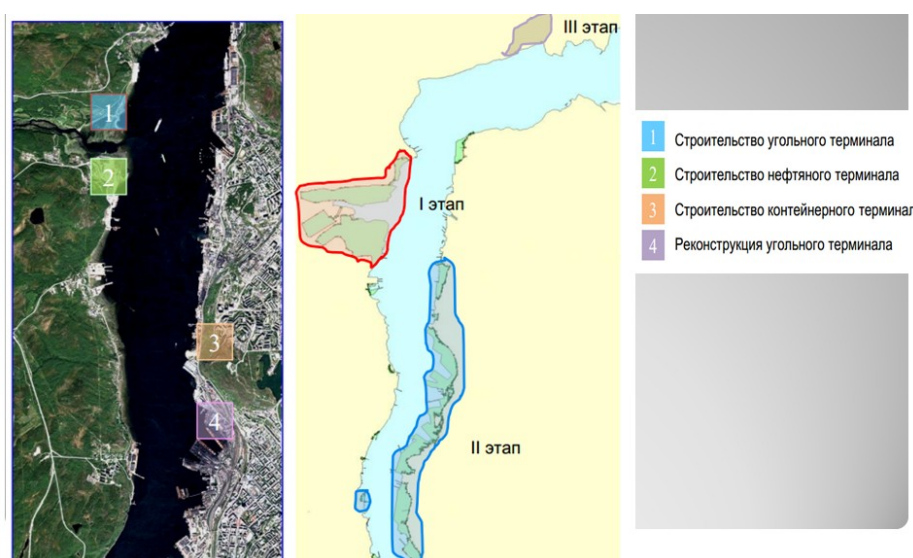 1
2
3
4
III этап
I этап
II этап
1 Строительство угольного терминала
2 Строительство нефтяного терминала
3 Строительство контейнерного терминал
4 Реконструкция угольного терминала